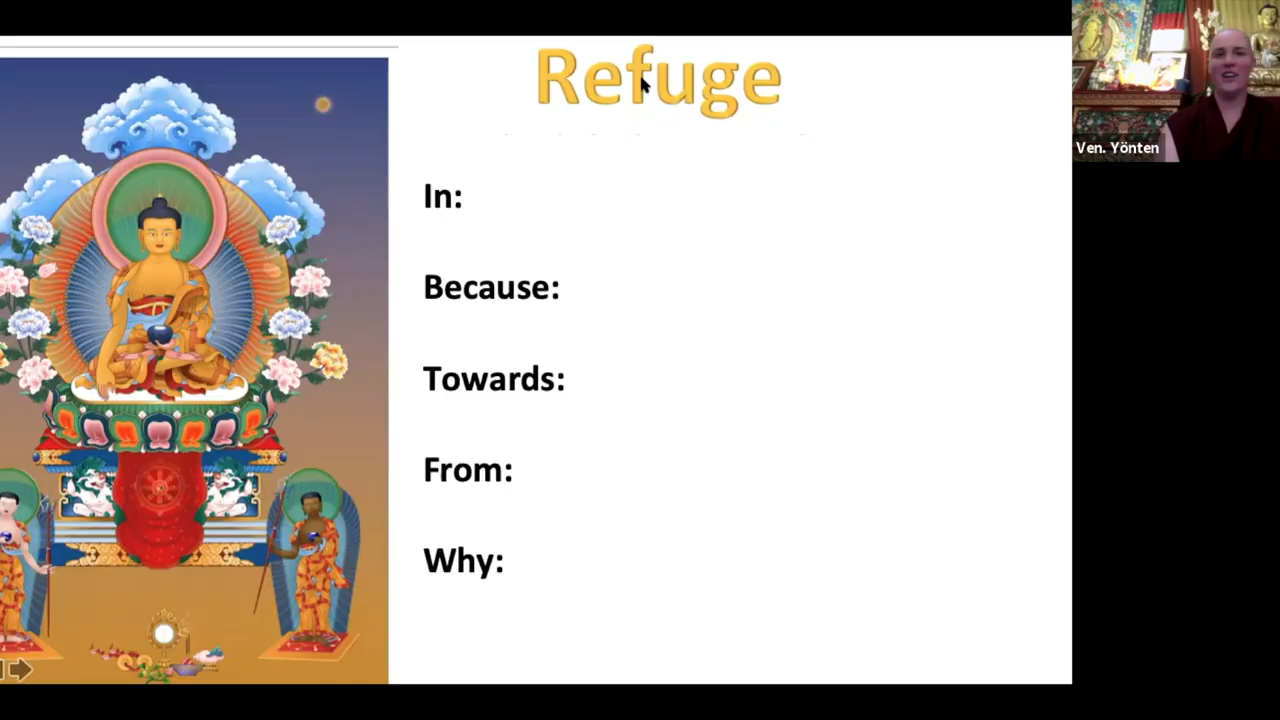 Refuge
Ven. Yönten
In:
Because:
Towards:
From:
Why: